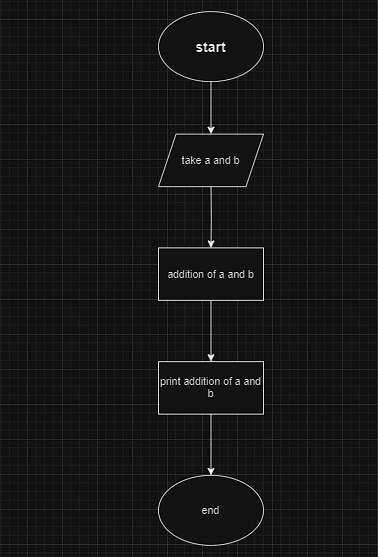 start
take a and b
addition of a and b
print addition of a and
b
end